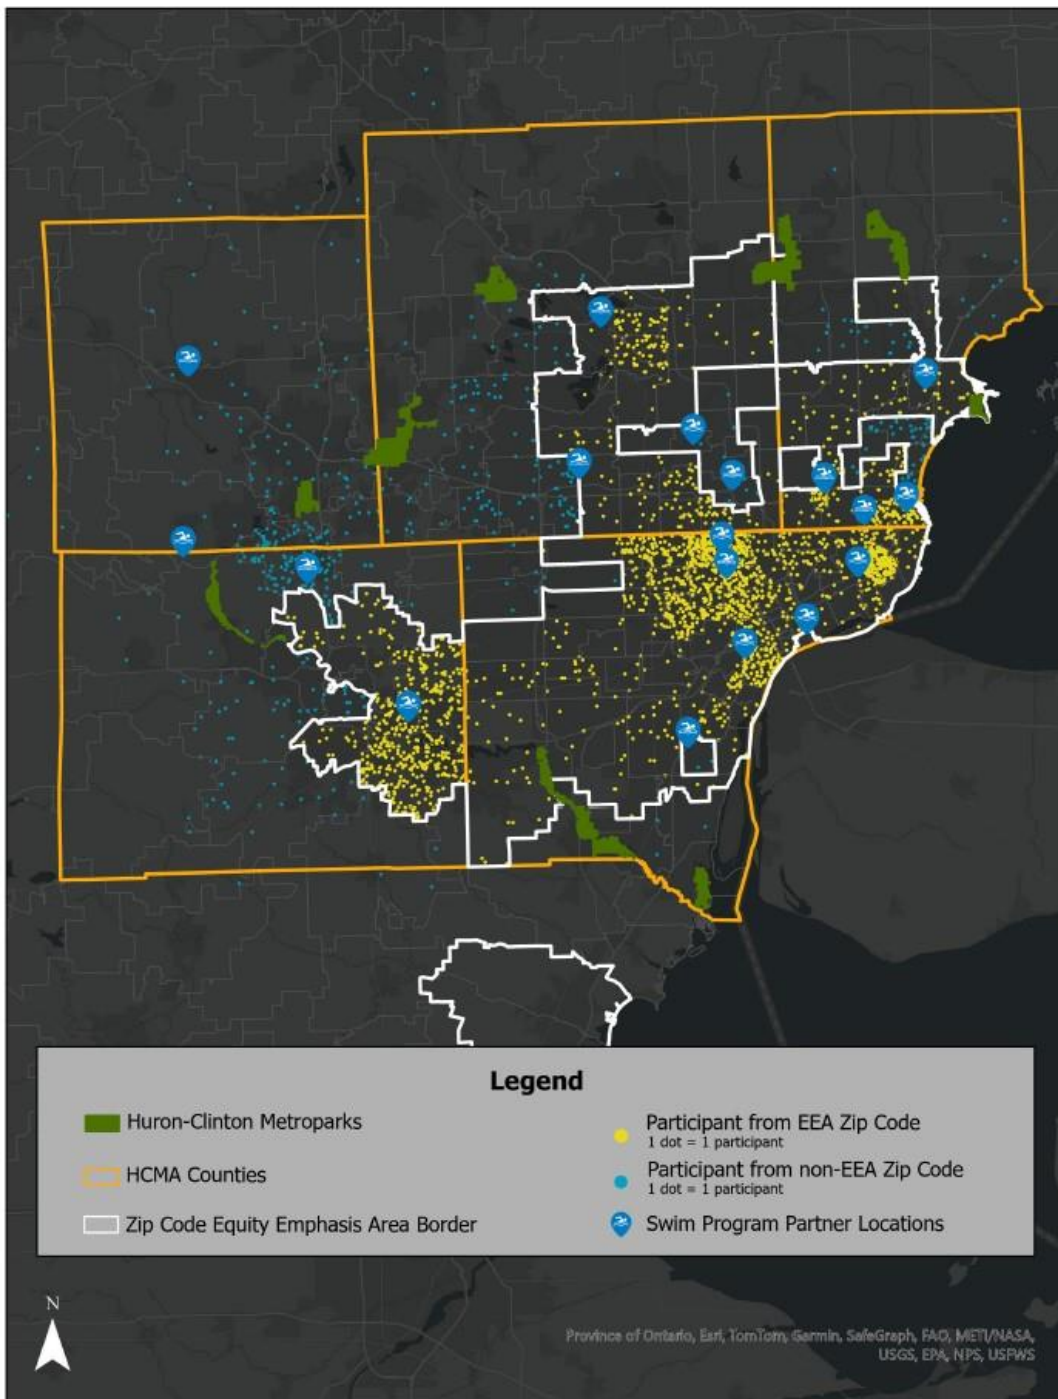 Legend
Huron-Clinton Metroparks
HCMA Counties
Zip Code Equity Emphasis Area Border
Participant from EEA Zip Code
1 dot = 1 participant
Participant from non-EEA Zip Code
1 dot = 1 participant
Swim Program Partner Locations
N
Province of Ontario, Esri, TomTom, Garmin, SafeGraph, FAO, METI/NASA,
USGS, EPA, NPS, USFWS